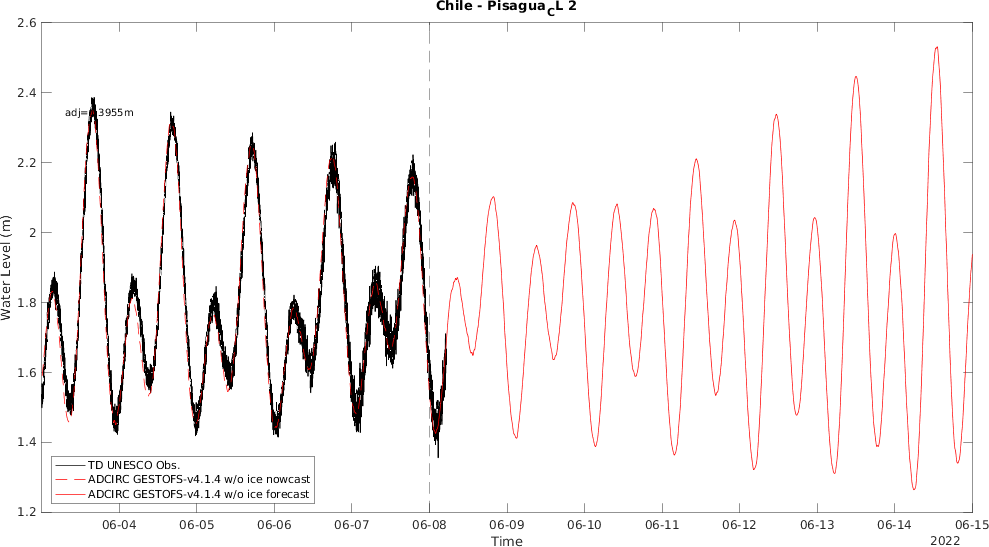 Chile - PisaguaCL 2
2.6
2.4
2.2
2
1.8
1.6
1.4
1.2
Water Level (m)
TD UNESCO Obs.
ADCIRC GESTOFS-v4.1.4 w/o ice nowcast
ADCIRC GESTOFS-v4.1.4 w/o ice forecast
06-04 06-05 06-06 06-07 06-08 06-09 06-10 06-11 06-12 06-13 06-14 06-15
Time
2022